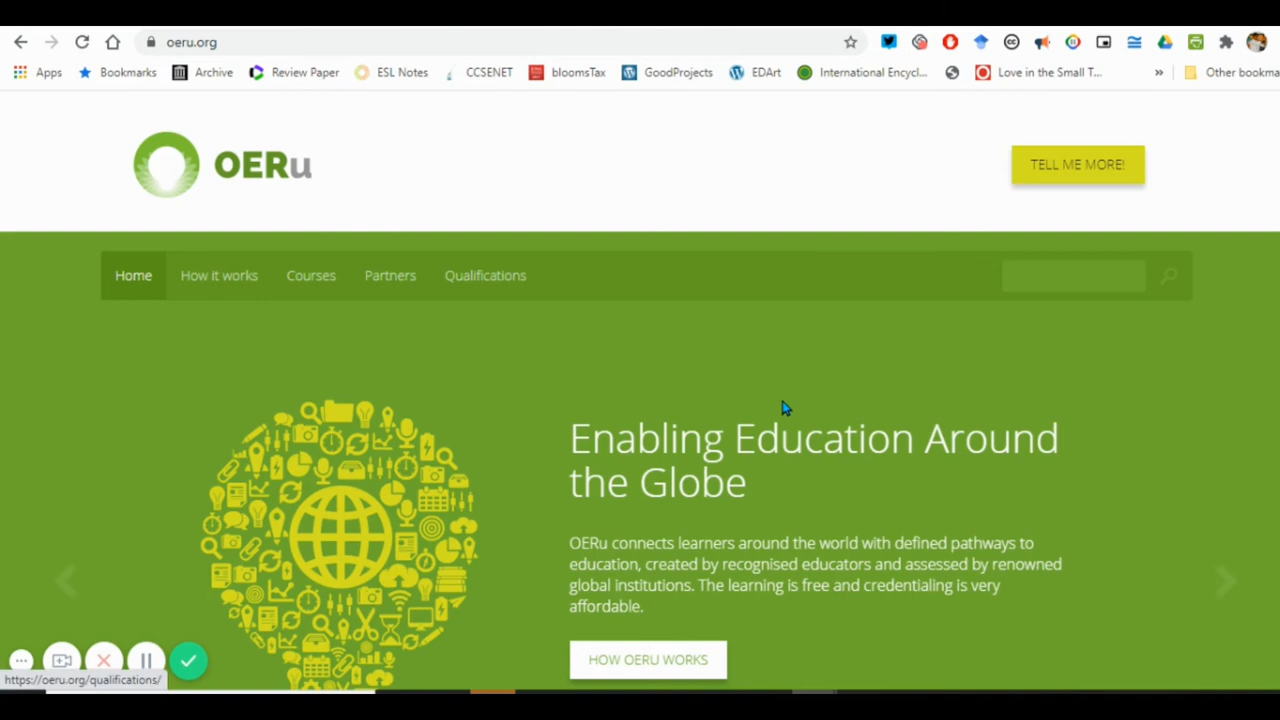 oeru.org
Apps Bookmarks Archive Review Paper ESL Notes CCSENET bloomsTax GoodProjects EDArt International Encycl... Love in the Small T... » Other bookma
OERu
TELL ME MORE!
Home How it works Courses Partners Qualifications
Enabling Education Around
the Globe
OERu connects learners around the world with defined pathways to
education, created by recognised educators and assessed by renowned
global institutions. The learning is free and credentialing is very
affordable.
HOW OERU WORKS
https://oeru.org/qualifications/